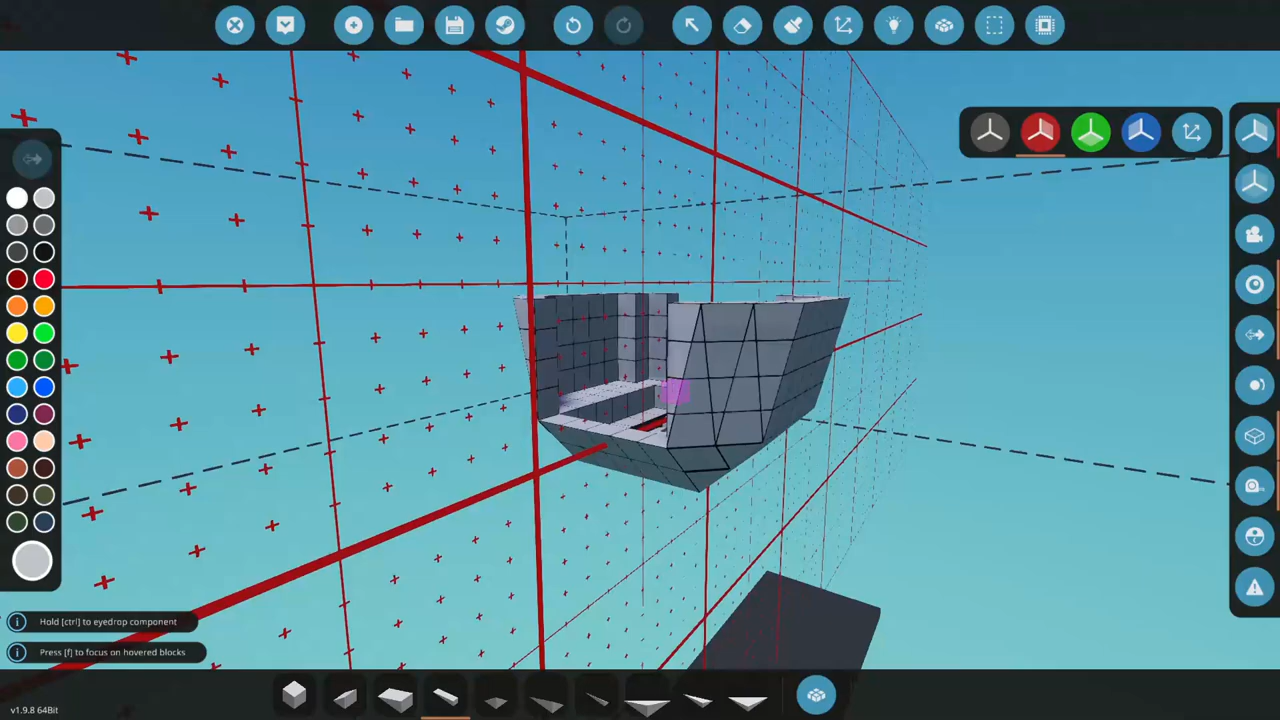 Hold [ctrl] to eyedrop component
Press [f] to focus on hovered blocks
v1.9.8 64Bit